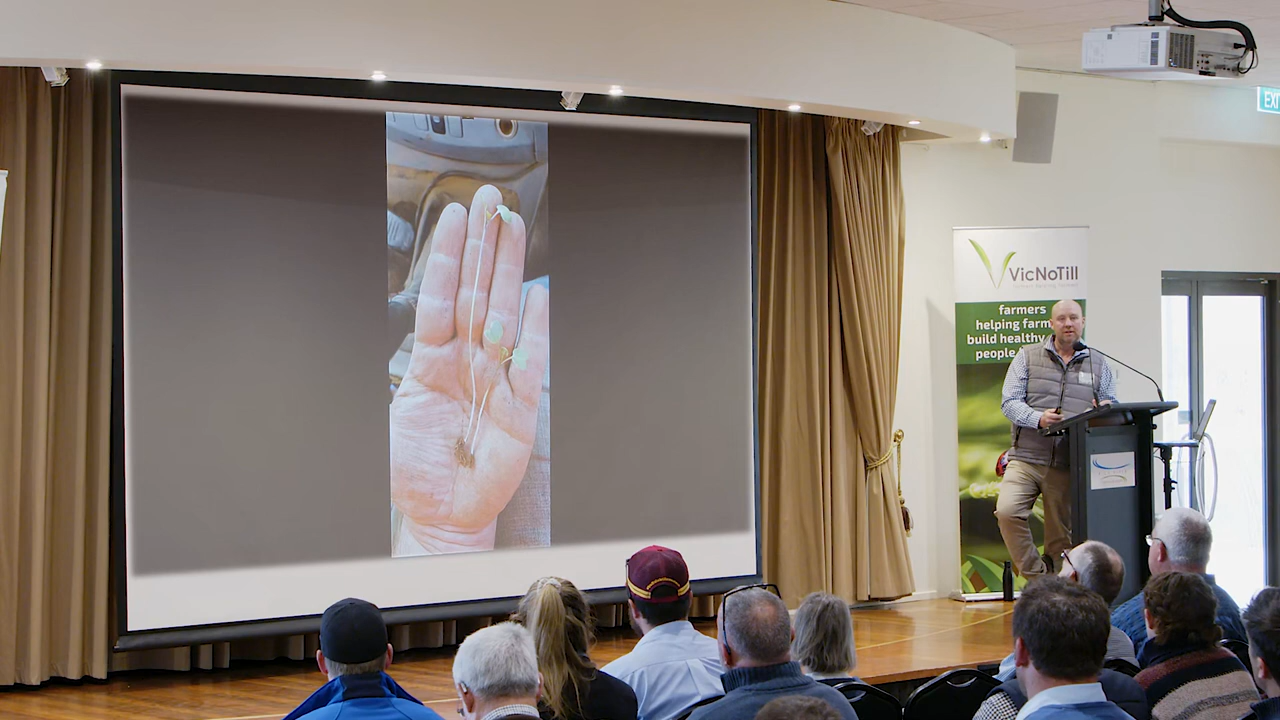 EXI
VicNoTill
farmers
helping farm
build healthy
people